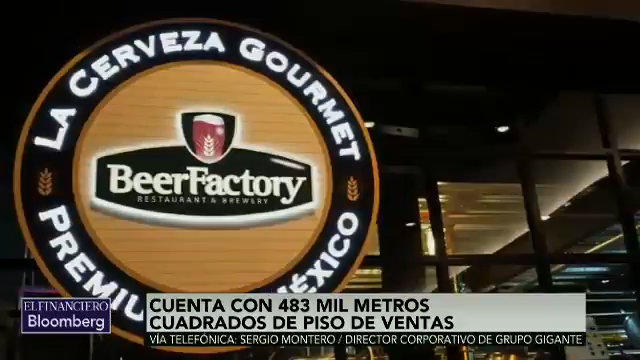 LA CERVEZA GOURMET
BeerFactory
RESTAURANT & BREWERY
PREMIUM
MÉXICO
EL FINANCIERO
Bloomberg
CUENTA CON 483 MIL METROS
CUADRADOS DE PISO DE VENTAS
VÍA TELEFÓNICA: SERGIO MONTERO / DIRECTOR CORPORATIVO DE GRUPO GIGANTE